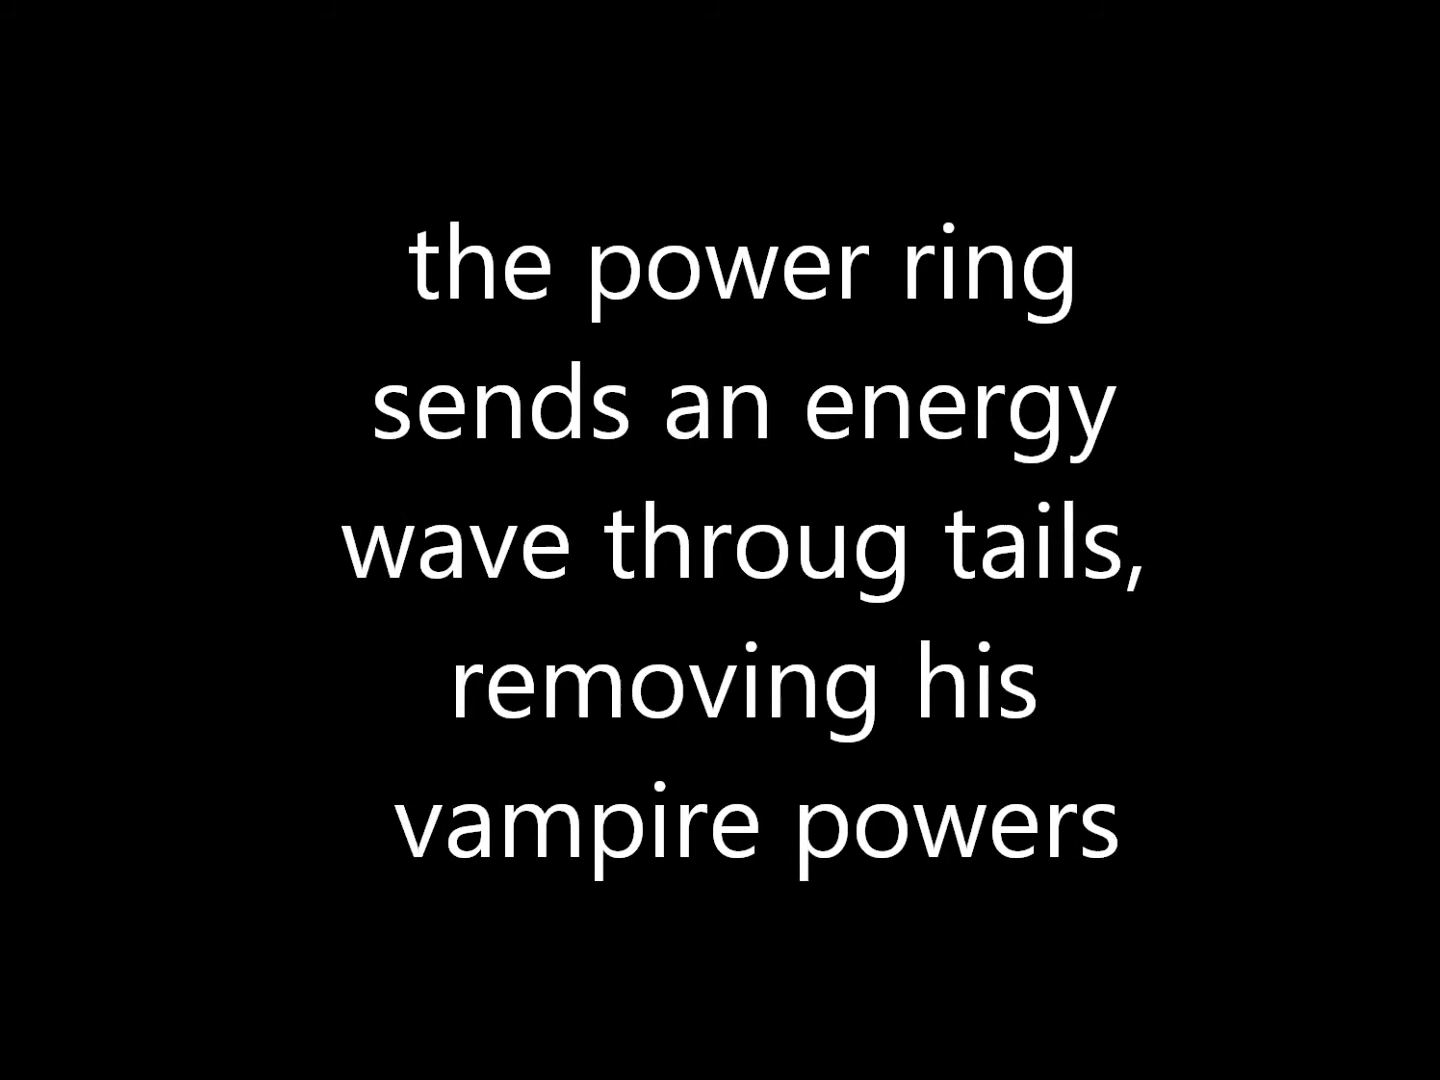 the power ring
sends an energy
wave throug tails,
removing his
vampire powers